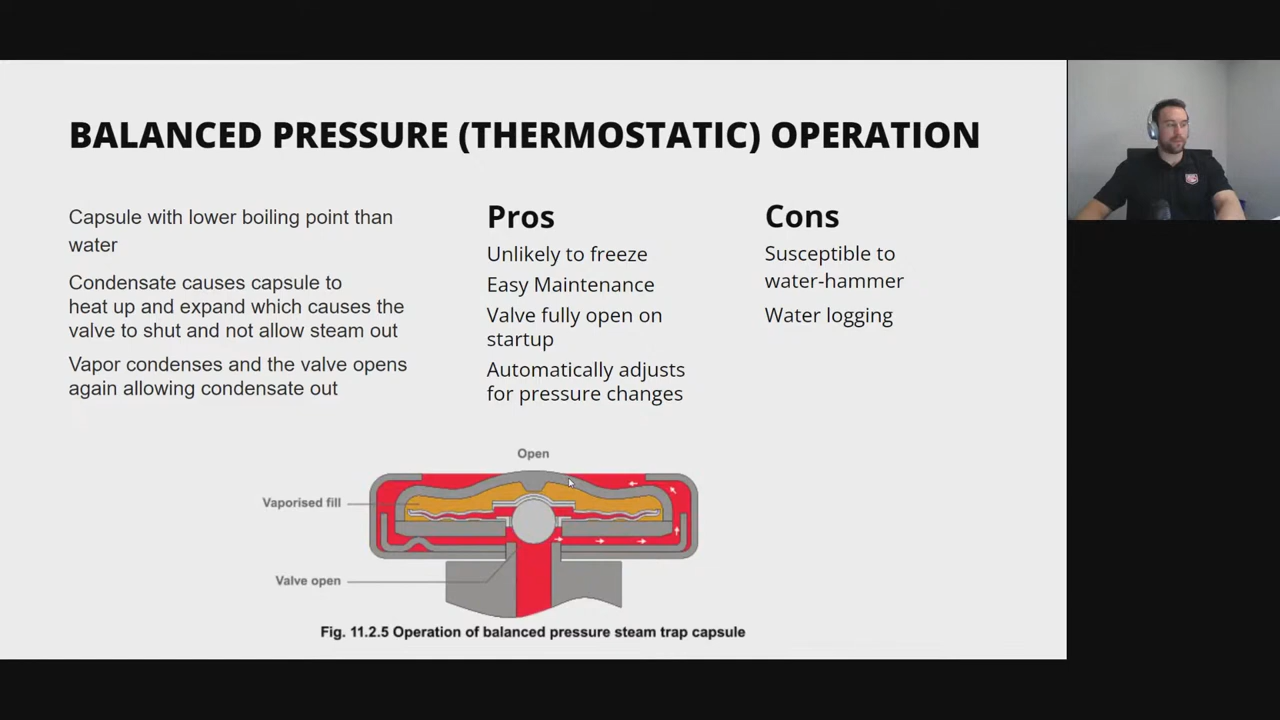 BALANCED PRESSURE (THERMOSTATIC) OPERATION
Capsule with lower boiling point than
water
Condensate causes capsule to
heat up and expand which causes the
valve to shut and not allow steam out
Vapor condenses and the valve opens
again allowing condensate out
Pros
Unlikely to freeze
Easy Maintenance
Valve fully open on
startup
Automatically adjusts
for pressure changes
Cons
Susceptible to
water-hammer
Water logging
Open
Vaporised fill
Valve open
Fig. 11.2.5 Operation of balanced pressure steam trap capsule